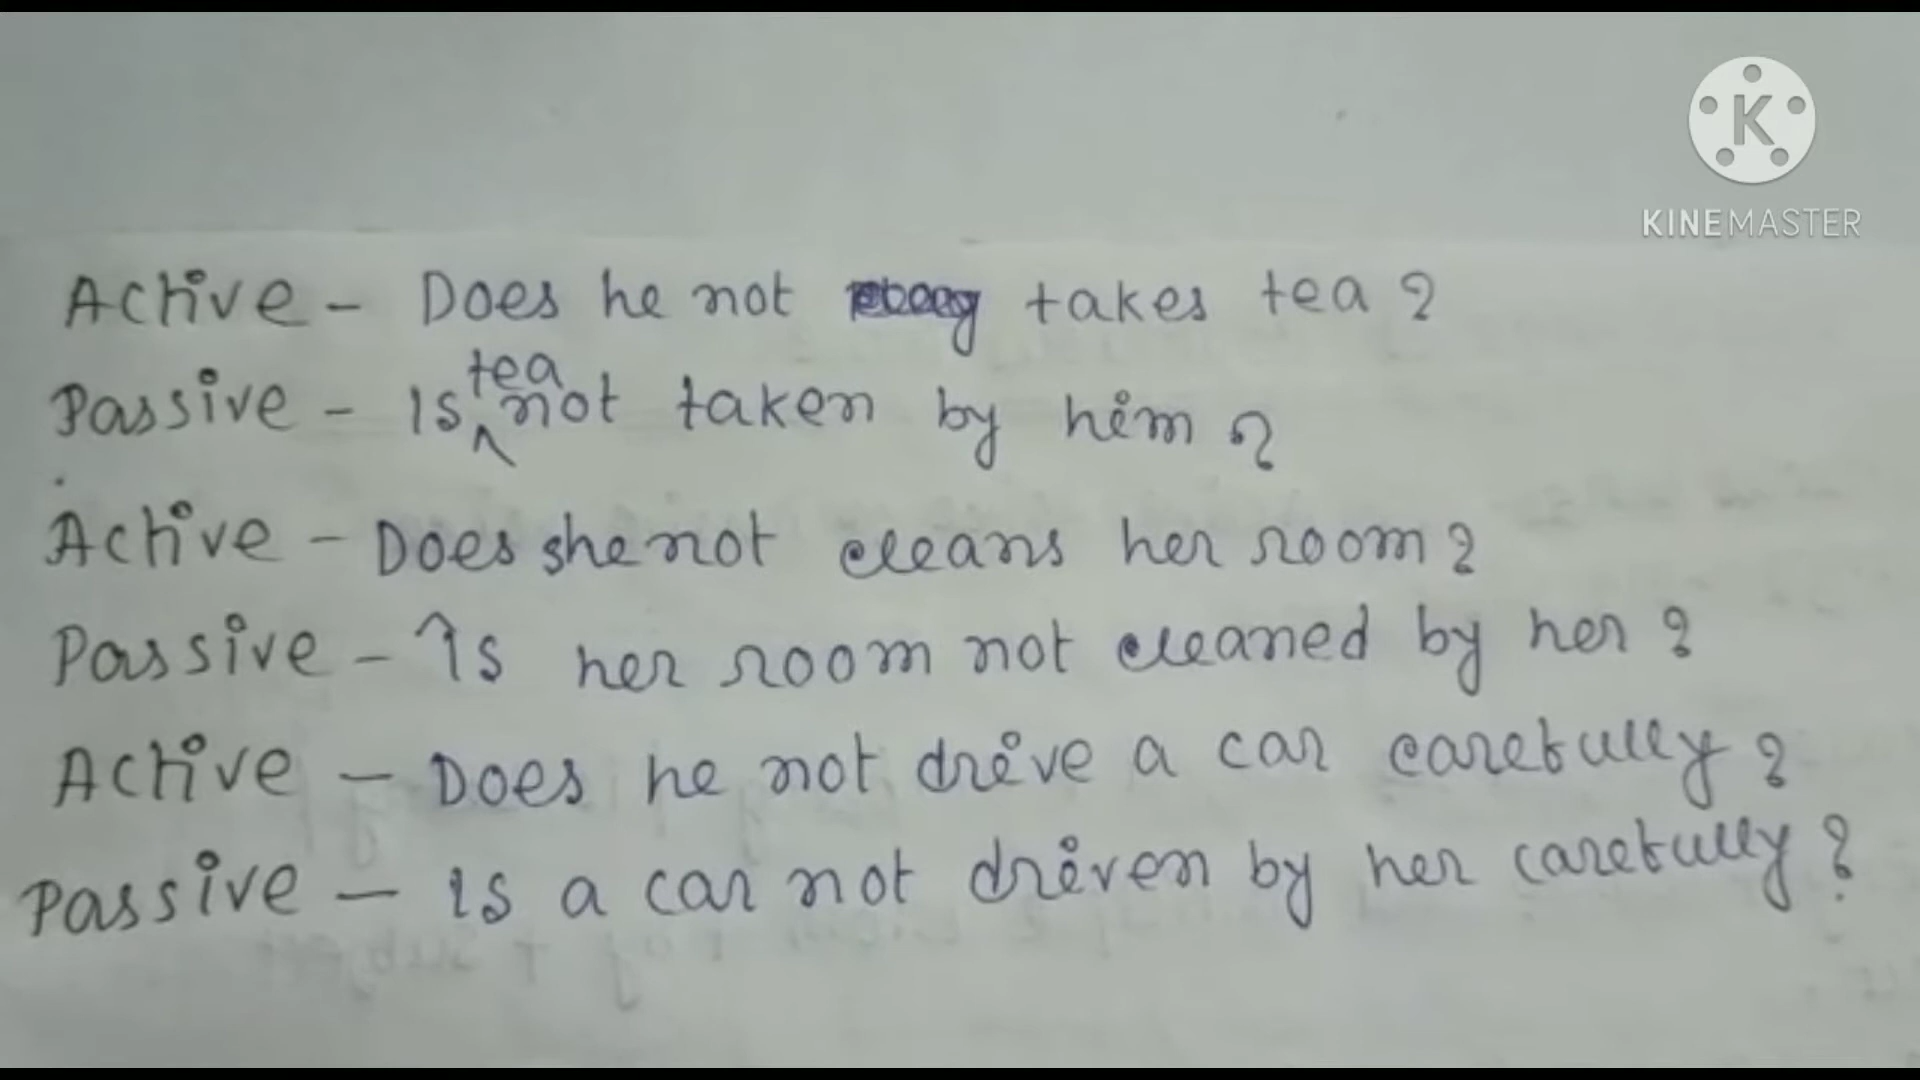 K
KINEMASTER
Active - Does he not takes tea?
Passive - Is tea not taken by him?
Active - Does she not cleans her room?
Passive - Is her room not cleaned by her?
Active - Does he not drive a car carefully?
Passive - is a car not driven by her carefully?